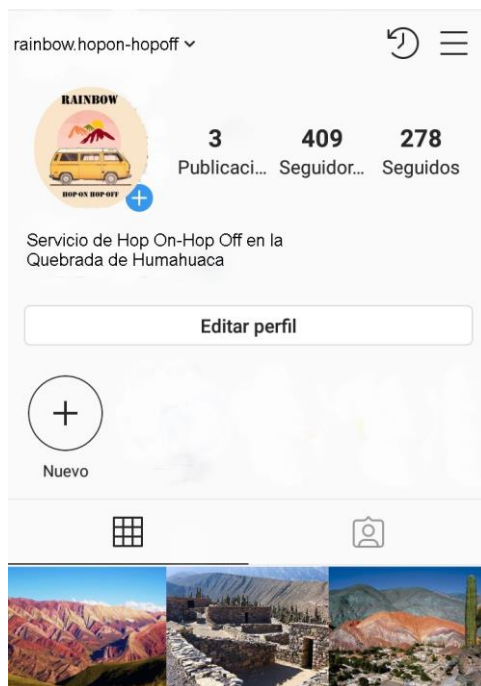 rainbow.hopon-hopoff
RAINBOW
HOP-ON HOP-OFF
3 409 278
Publicaci... Seguidor... Seguidos
Servicio de Hop On-Hop Off en la
Quebrada de Humahuaca
Editar perfil
Nuevo